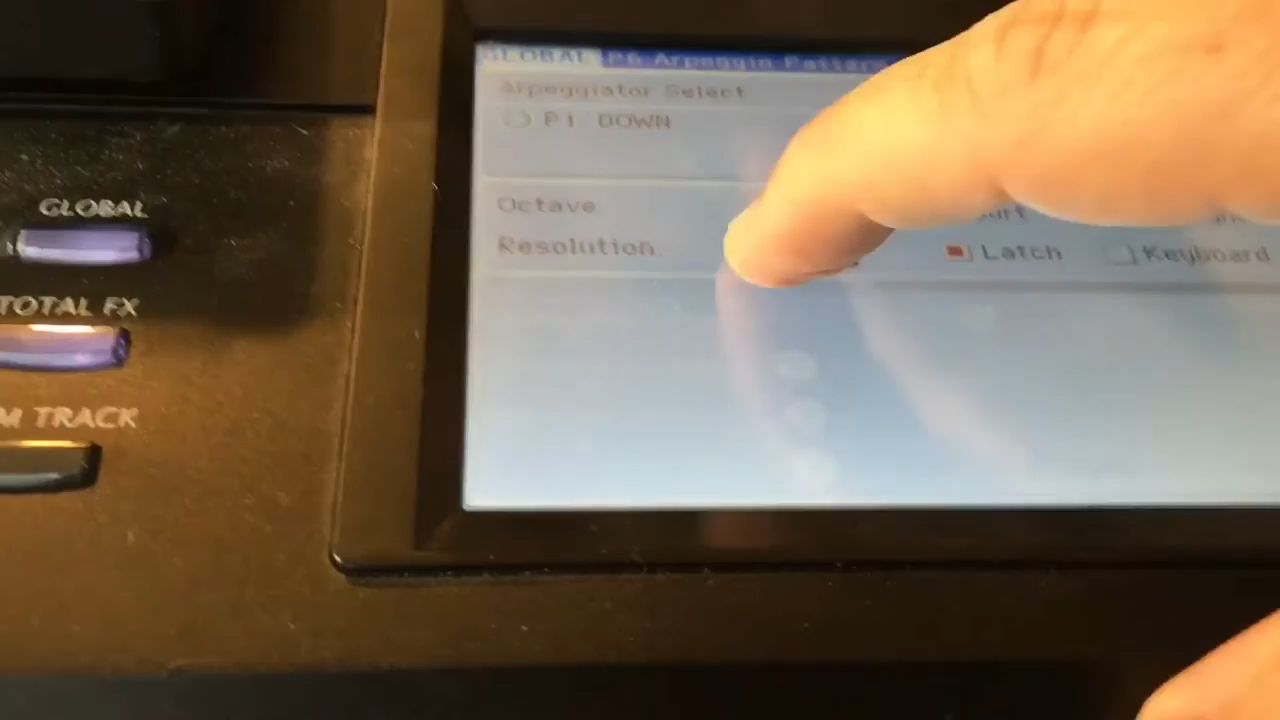 GLOBAL P6 Arpeggio Pattern
Arpeggiator Select
P1 DOWN
Octave
Resolution
Latch
Keyboard
GLOBAL
TOTAL FX
M TRACK